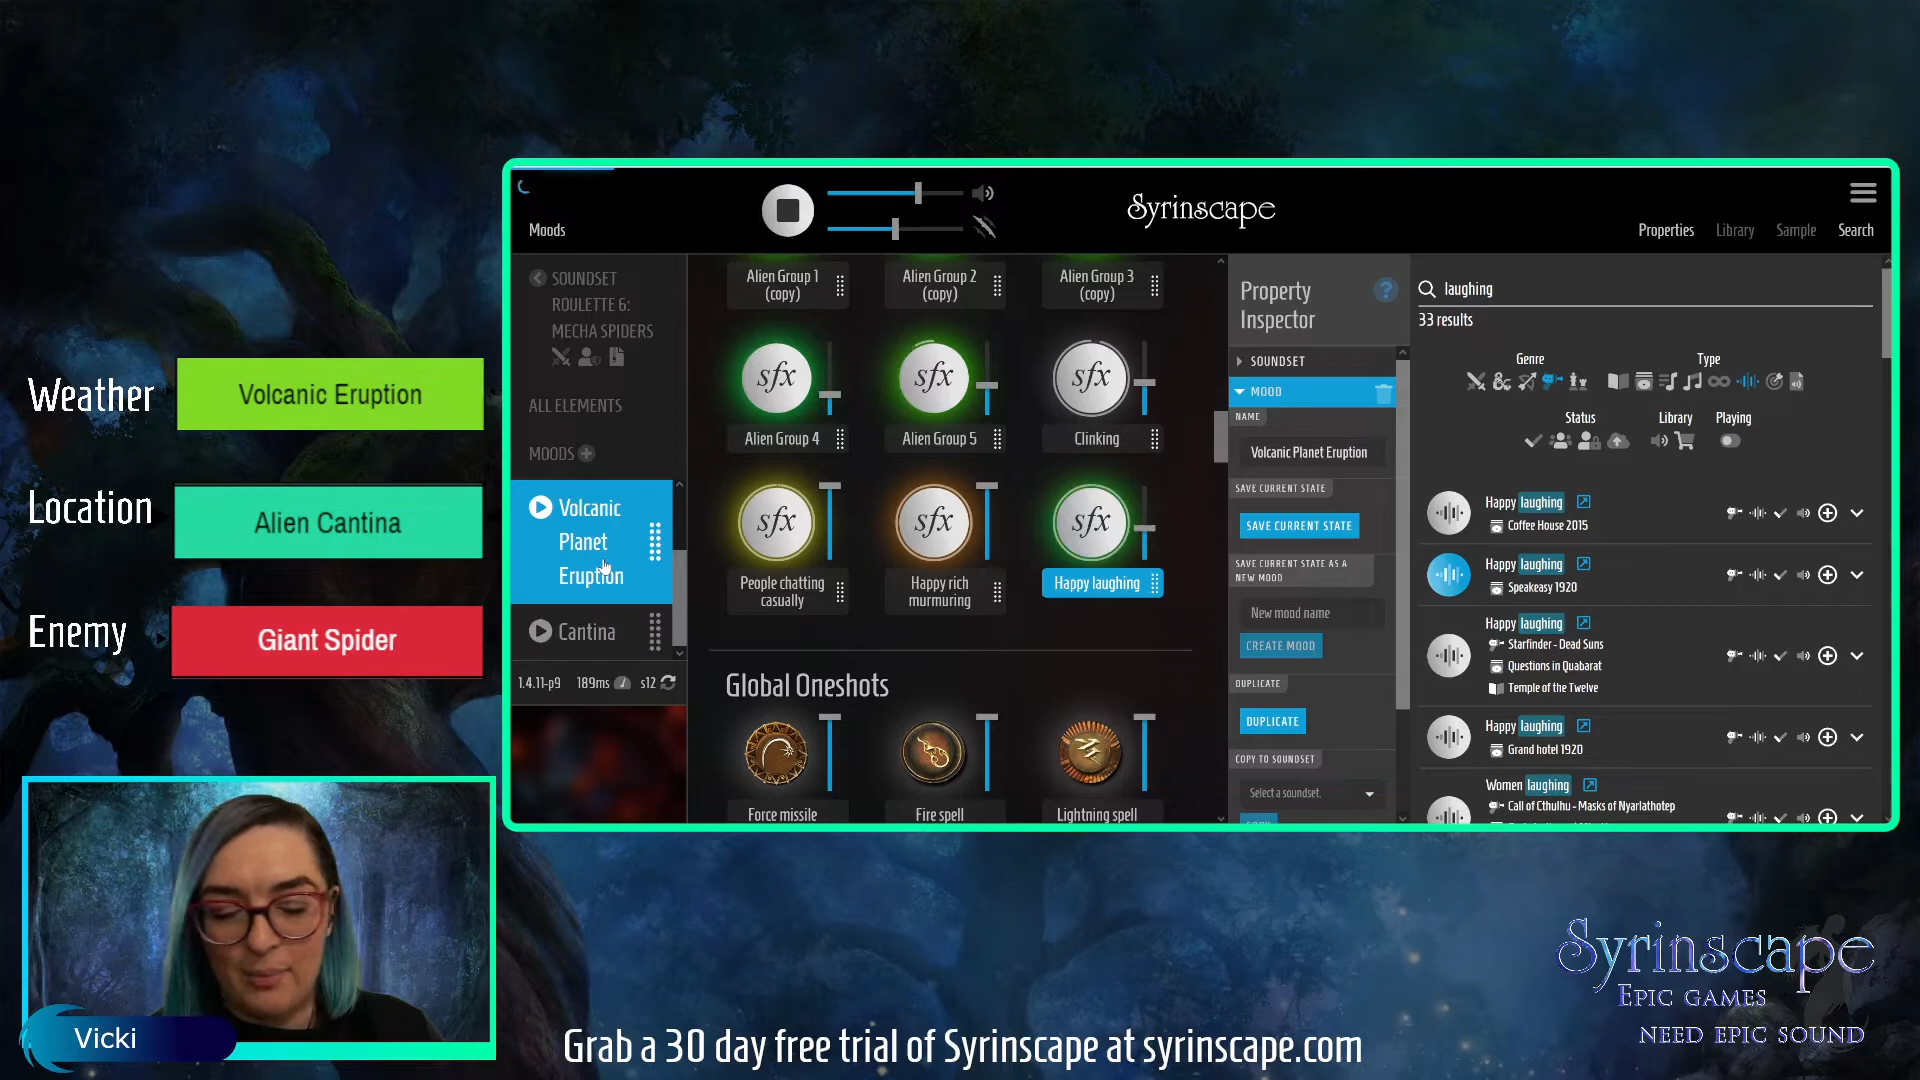 Weather
Volcanic Eruption
Location
Alien Cantina
Enemy
Giant Spider
Vicki
Moods
Syrinscape
Properties
Library
Sample
Search
SOUNDSET
ROULETTE 6:
MECHA SPIDERS
ALL ELEMENTS
MOODS
Volcanic
Planet
Eruption
Cantina
1.4.11-p9 189ms s12
Alien Group 1
(copy)
Alien Group 2
(copy)
Alien Group 3
(copy)
sfx
sfx
sfx
Alien Group 4
Alien Group 5
Clinking
sfx
sfx
sfx
People chatting
casually
Happy rich
murmuring
Happy laughing
Global Oneshots
Force missile
Fire spell
Lightning spell
Property
Inspector
?
SOUNDSET
MOOD
NAME
Volcanic Planet Eruption
SAVE CURRENT STATE
SAVE CURRENT STATE
SAVE CURRENT STATE AS A
NEW MOOD
New mood name
CREATE MOOD
DUPLICATE
DUPLICATE
COPY TO SOUNDSET
Select a soundset.
COPY
laughing
33 results
Genre
Type
Status
Library
Playing
Happy laughing
Coffee House 2015
Happy laughing
Speakeasy 1920
Happy laughing
Starfinder - Dead Suns
Questions in Quabarat
Temple of the Twelve
Happy laughing
Grand hotel 1920
Women laughing
Call of Cthulhu - Masks of Nyarlathotep
Syrinscape
EPIC GAMES
NEED EPIC SOUND
Grab a 30 day free trial of Syrinscape at syrinscape.com